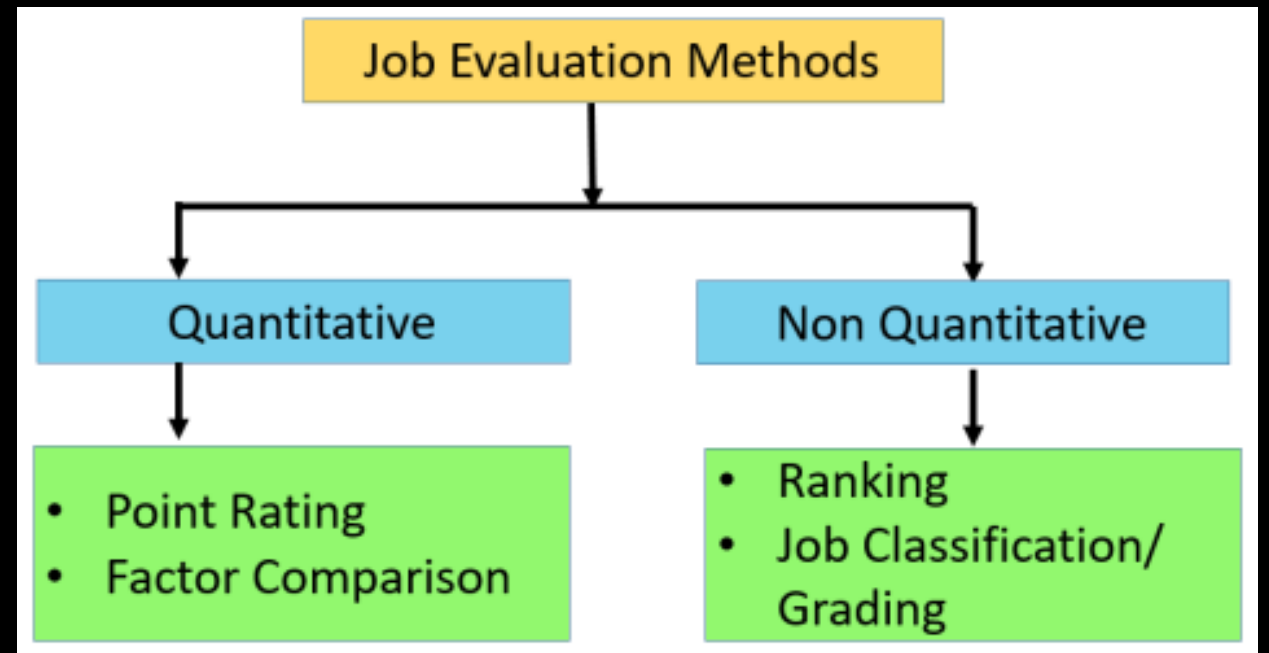 Job Evaluation Methods
Quantitative
Non Quantitative
• Point Rating
• Factor Comparison
• Ranking
• Job Classification/
Grading